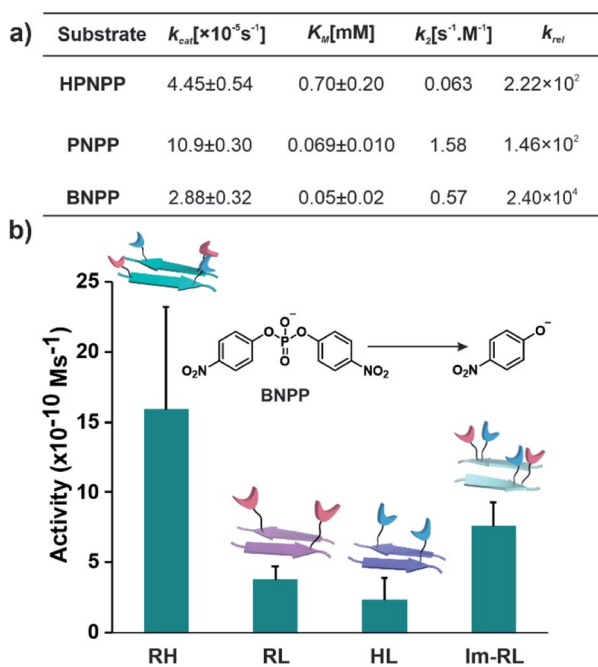 a)
Substrate k_cat[×10⁻⁵s⁻¹] K_M[mM] k₂[s⁻¹.M⁻¹] k_rel
HPNPP 4.45±0.54 0.70±0.20 0.063 2.22×10²
PNPP 10.9±0.30 0.069±0.010 1.58 1.46×10²
BNPP 2.88±0.32 0.05±0.02 0.57 2.40×10⁴
b)
Activity (x10⁻¹⁰ Ms⁻¹)
25
20
15
10
5
0
O⁻
O P O
O
O₂N NO₂
BNPP
O⁻
O₂N
RH RL HL Im-RL